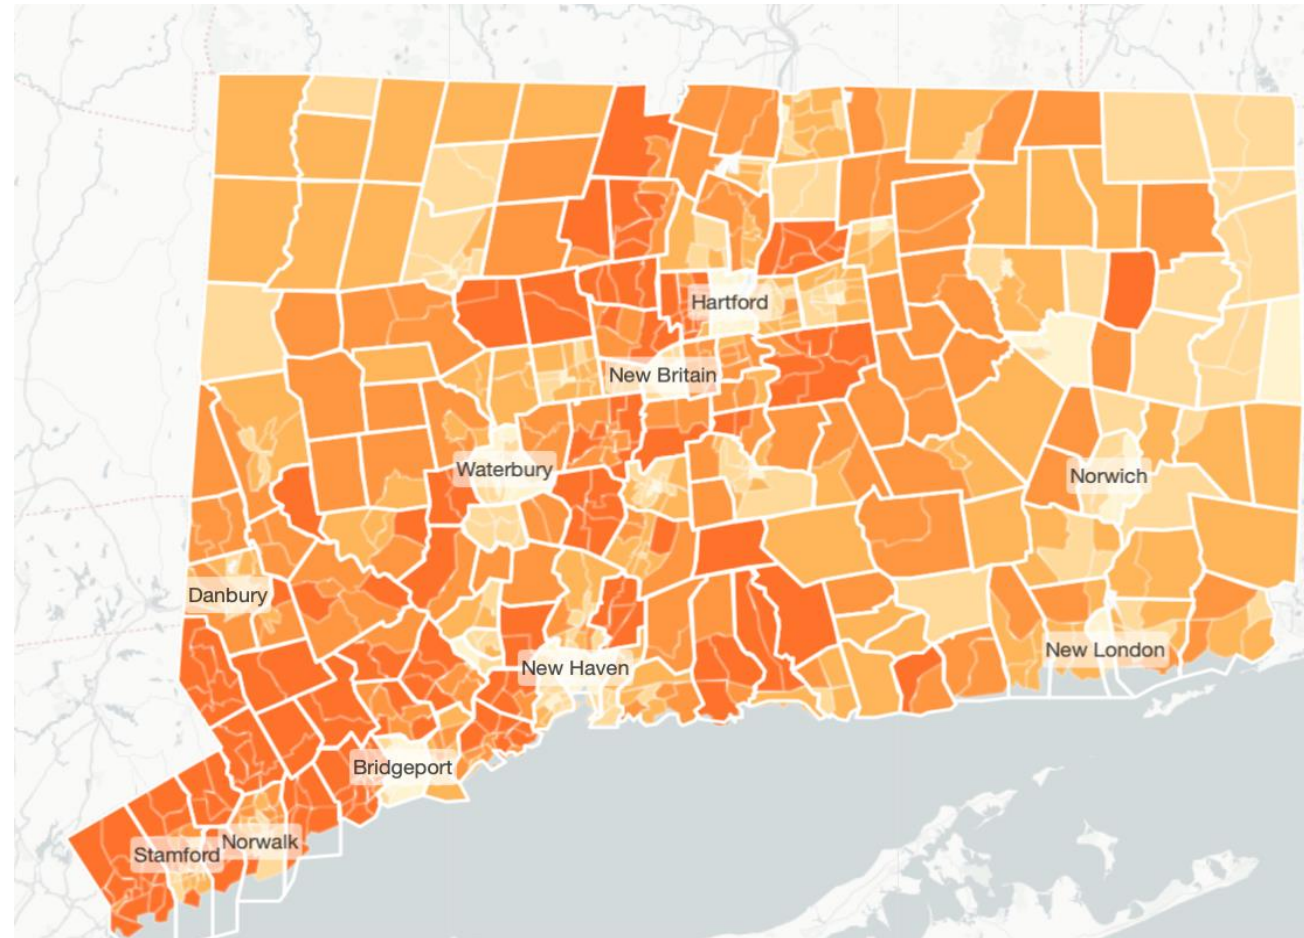 Hartford
New Britain
Waterbury
Norwich
Danbury
New London
New Haven
Bridgeport
Norwalk
Stamford